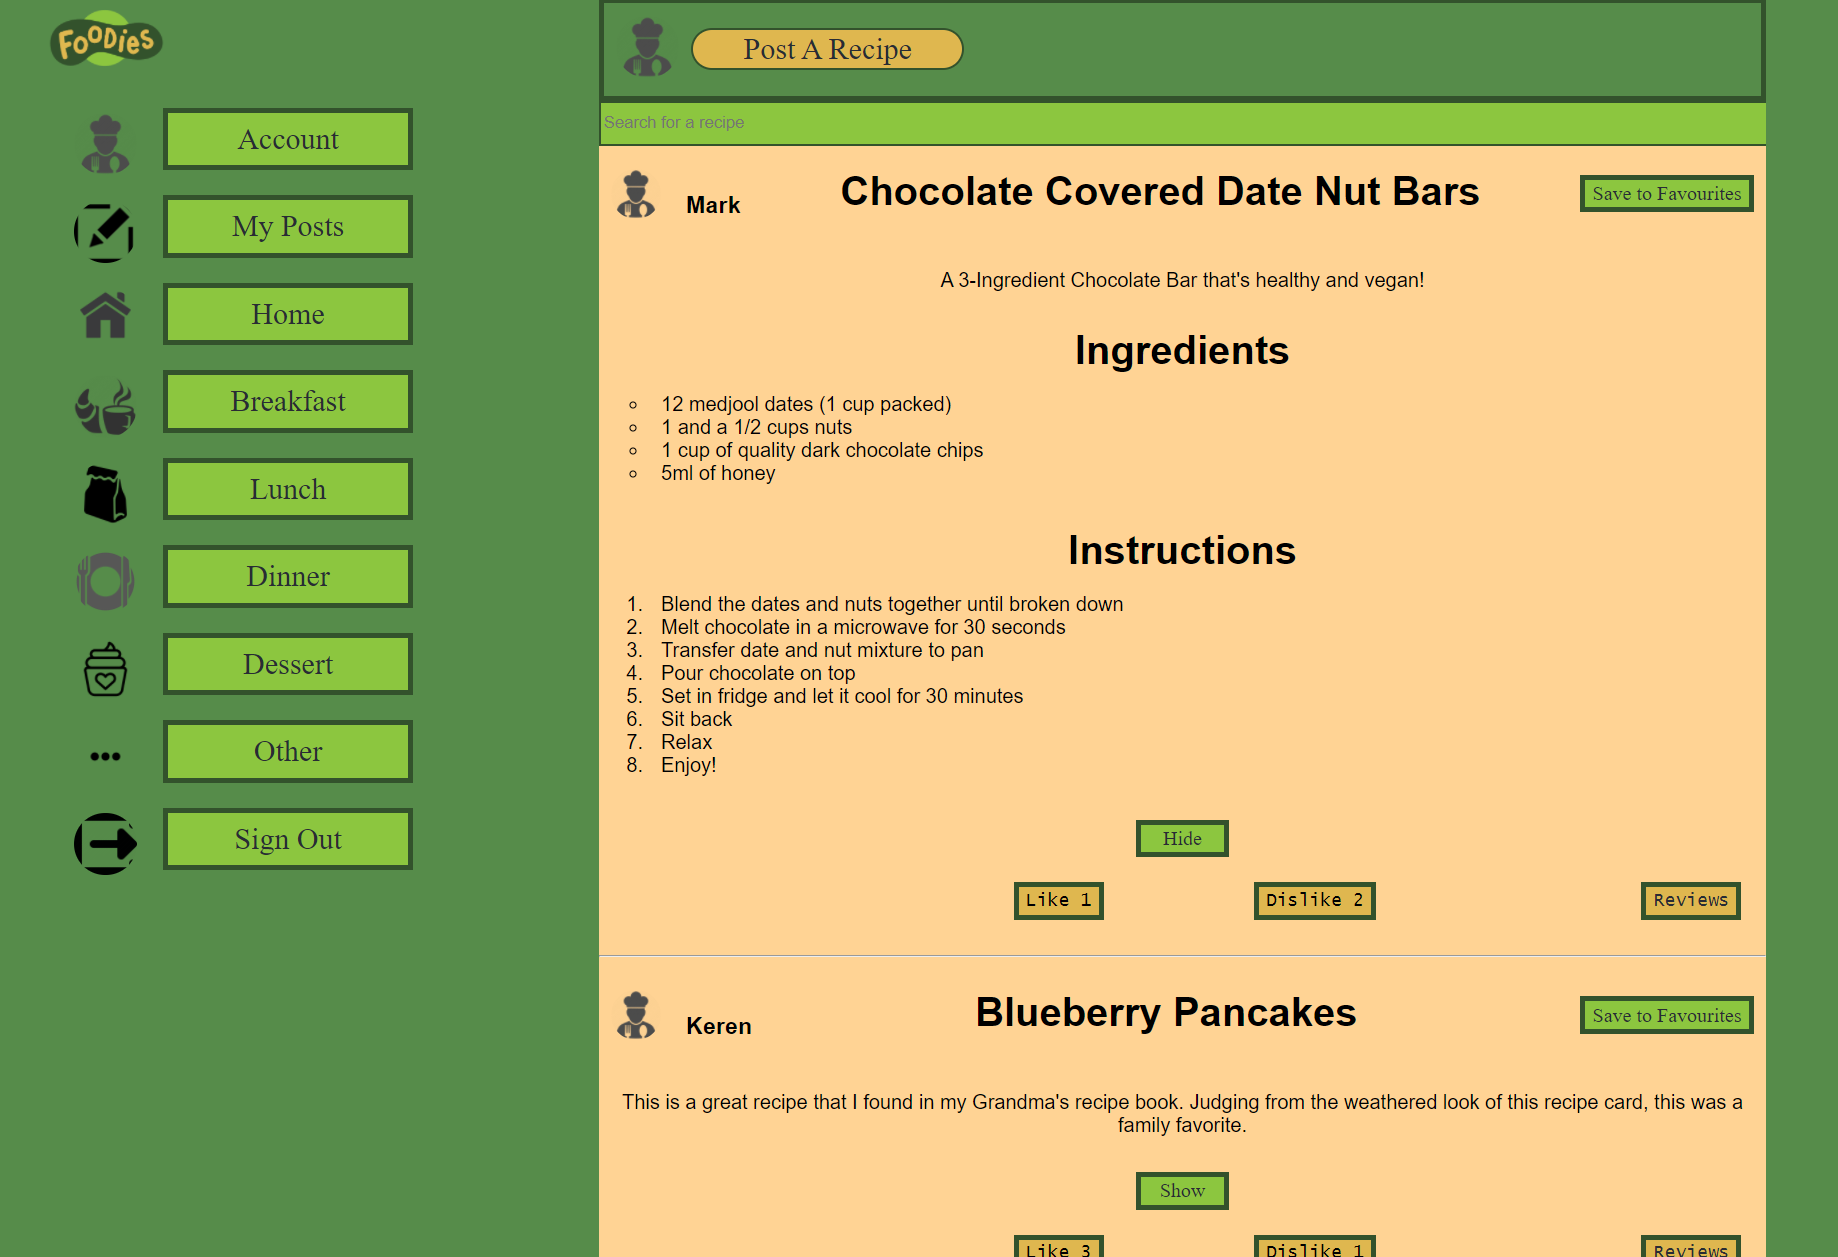 FOODIES
Account
My Posts
Home
Breakfast
Lunch
Dinner
Dessert
Other
Sign Out
Post A Recipe
Search for a recipe
Mark
Chocolate Covered Date Nut Bars
Save to Favourites
A 3-Ingredient Chocolate Bar that's healthy and vegan!
Ingredients
12 medjool dates (1 cup packed)
1 and a 1/2 cups nuts
1 cup of quality dark chocolate chips
5ml of honey
Instructions
1. Blend the dates and nuts together until broken down
2. Melt chocolate in a microwave for 30 seconds
3. Transfer date and nut mixture to pan
4. Pour chocolate on top
5. Set in fridge and let it cool for 30 minutes
6. Sit back
7. Relax
8. Enjoy!
Hide
Like 1
Dislike 2
Reviews
Keren
Blueberry Pancakes
Save to Favourites
This is a great recipe that I found in my Grandma's recipe book. Judging from the weathered look of this recipe card, this was a
family favorite.
Show
Like 3
Dislike 1
Reviews